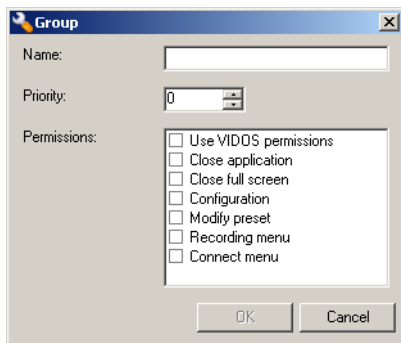 Group
Name:
Priority: 0
Permissions:
Use VIDOS permissions
Close application
Close full screen
Configuration
Modify preset
Recording menu
Connect menu
OK Cancel